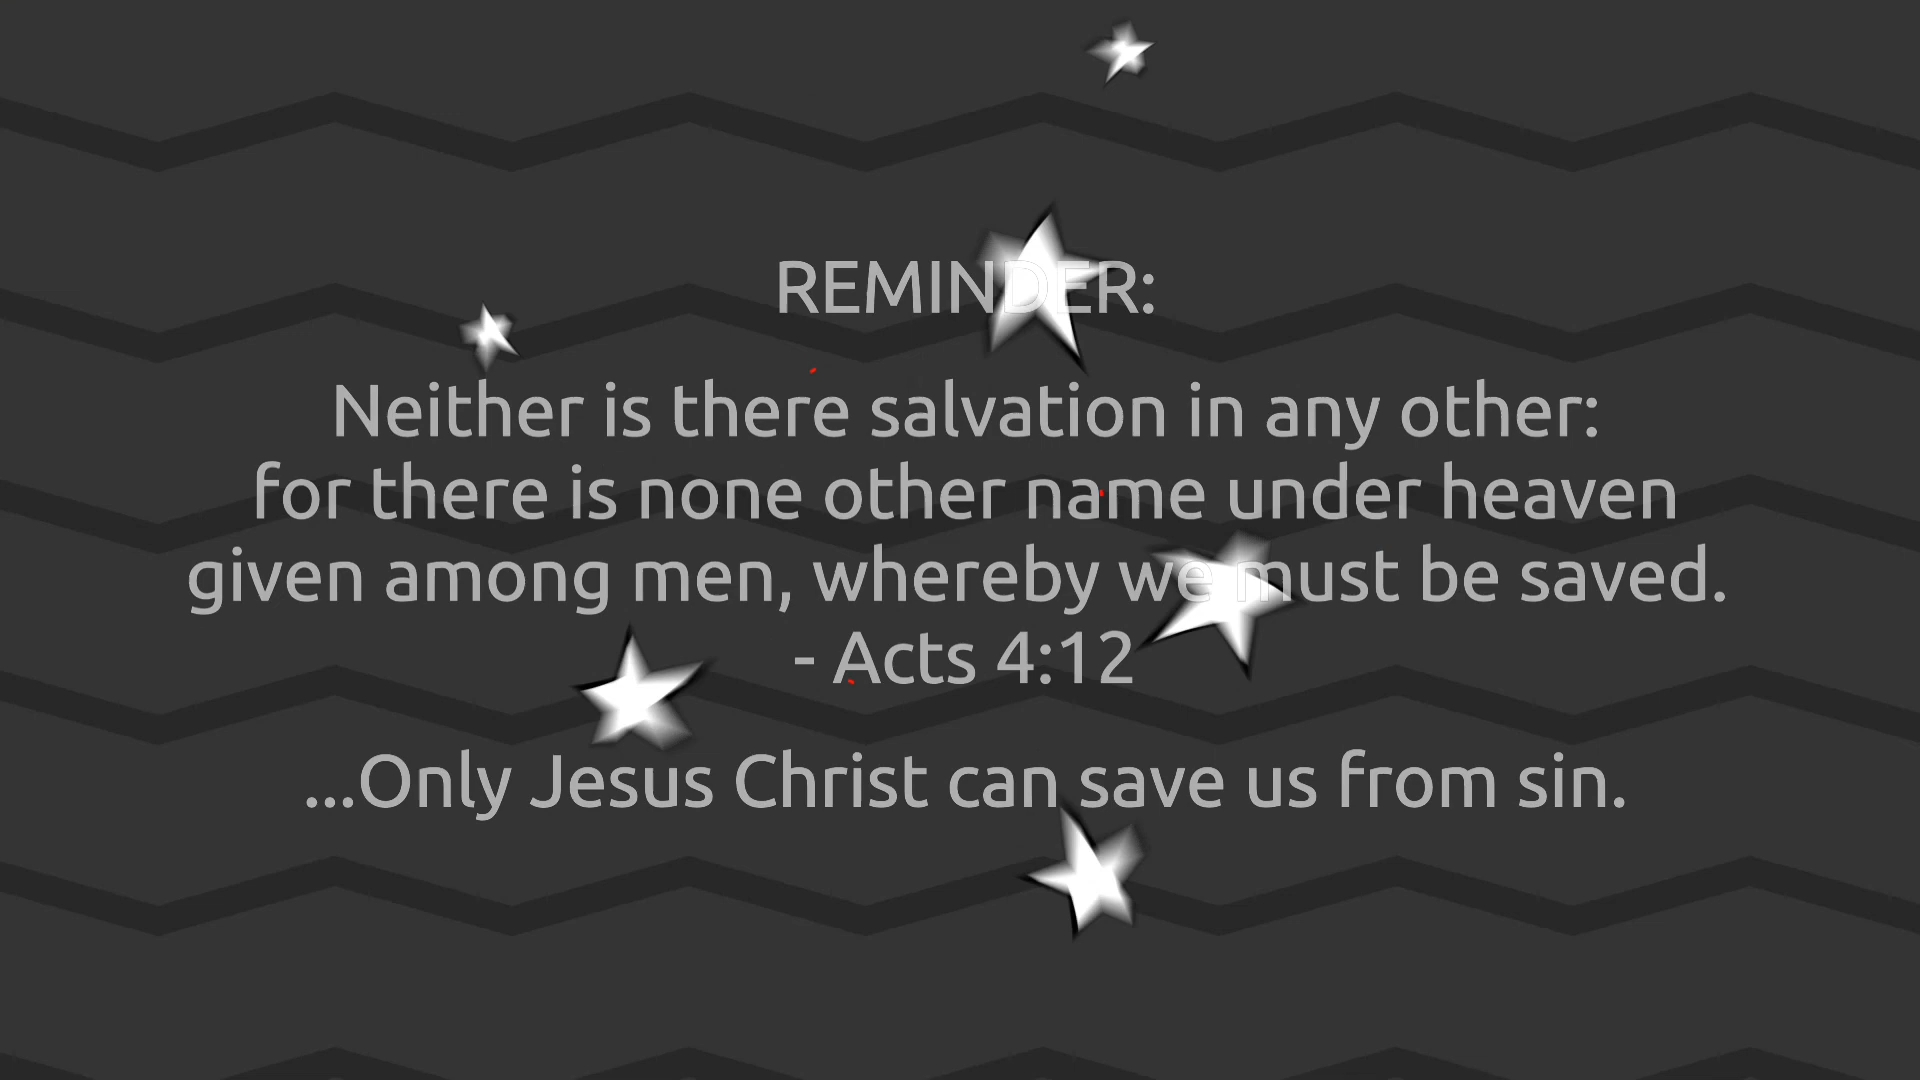 REMINDER:
Neither is there salvation in any other:
for there is none other name under heaven
given among men, whereby we must be saved.
- Acts 4:12
...Only Jesus Christ can save us from sin.